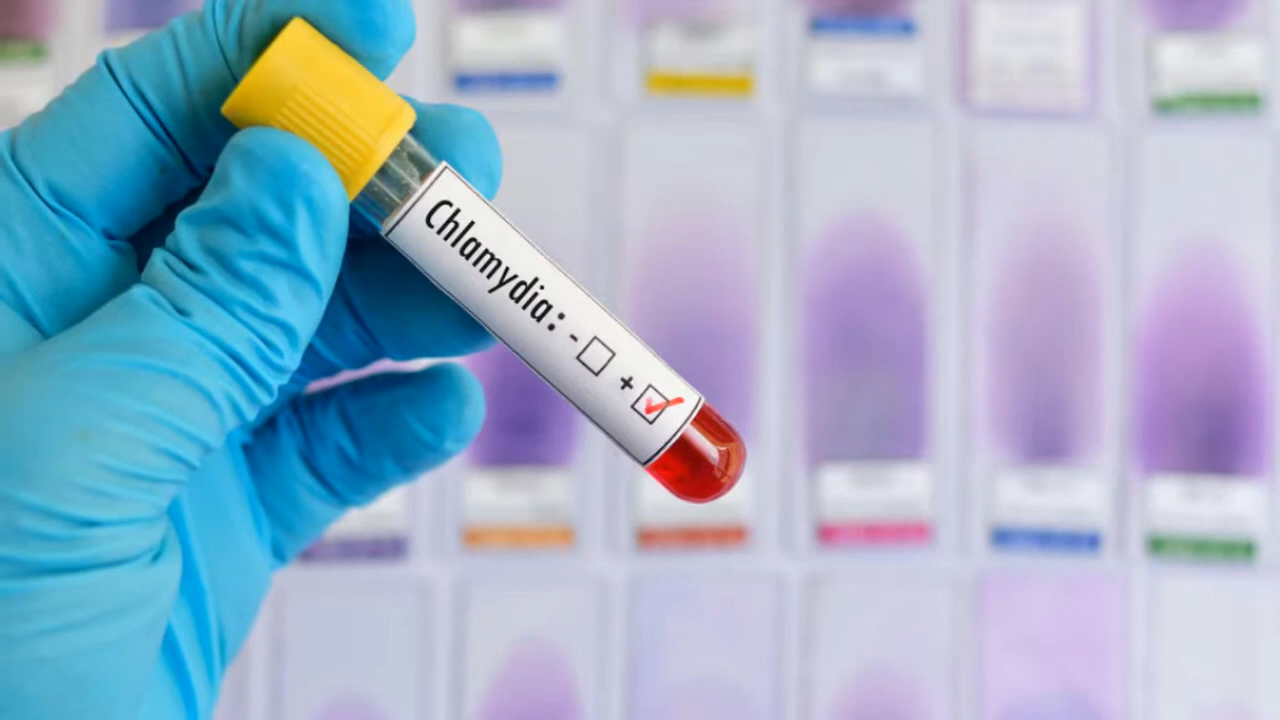 Chlamydia: - ☐ + ☑